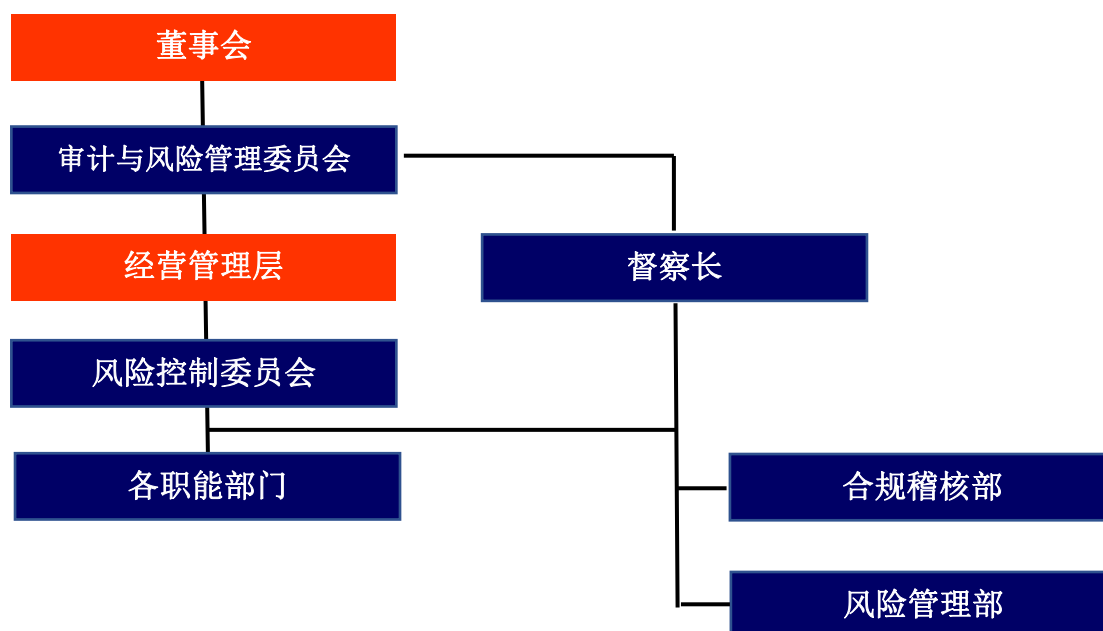 董事会
审计与风险管理委员会
经营管理层
督察长
风险控制委员会
各职能部门
合规稽核部
风险管理部